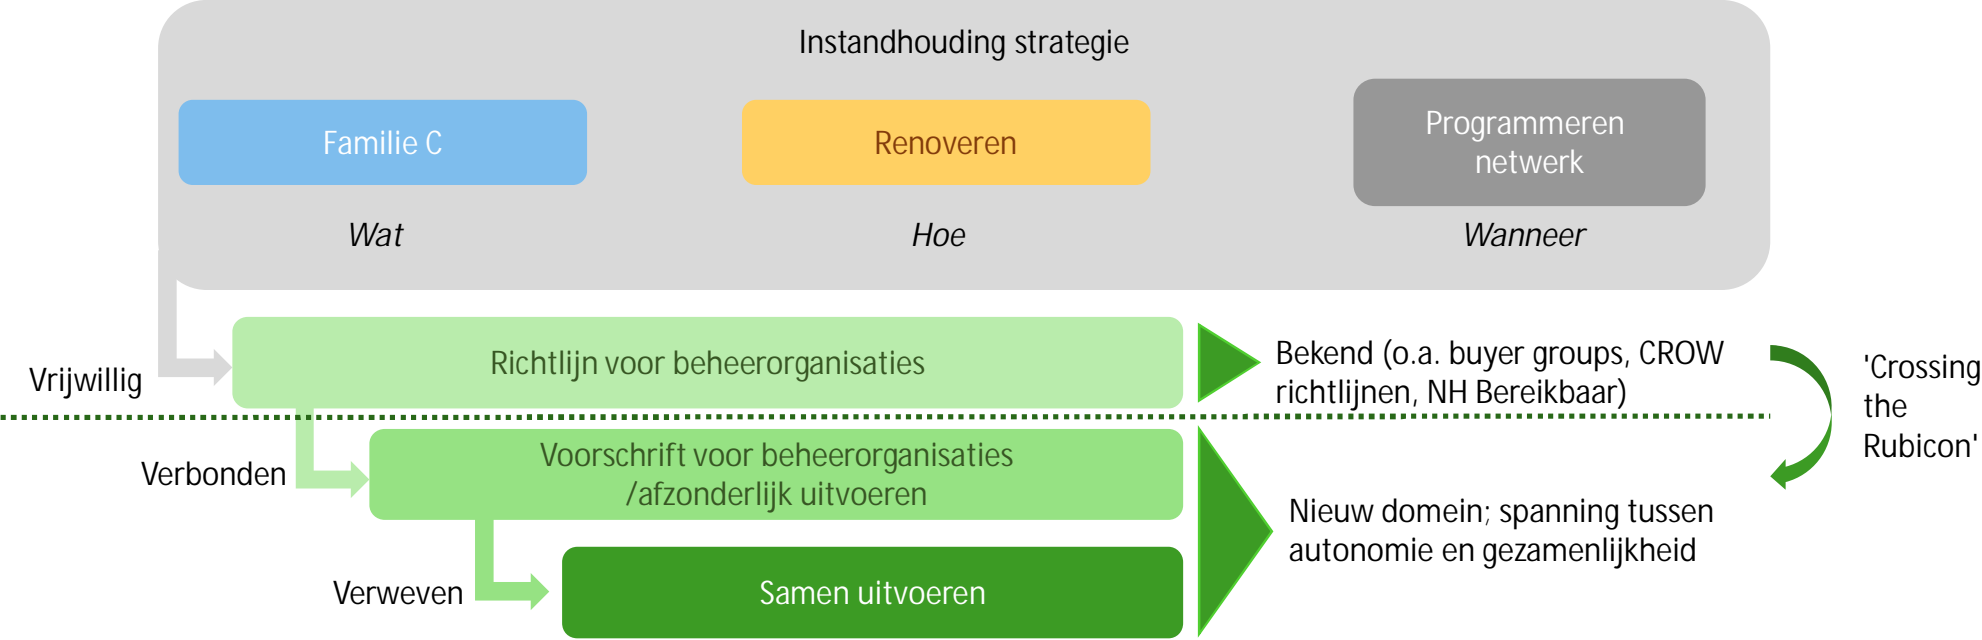 Instandhouding strategie
Familie C
Renoveren
Programmeren
netwerk
Wat
Hoe
Wanneer
Vrijwillig
Richtlijn voor beheerorganisaties
Bekend (o.a. buyer groups, CROW
richtlijnen, NH Bereikbaar)
'Crossing
the
Rubicon'
Verbonden
Voorschrift voor beheerorganisaties
/afzonderlijk uitvoeren
Nieuw domein; spanning tussen
autonomie en gezamenlijkheid
Verweven
Samen uitvoeren